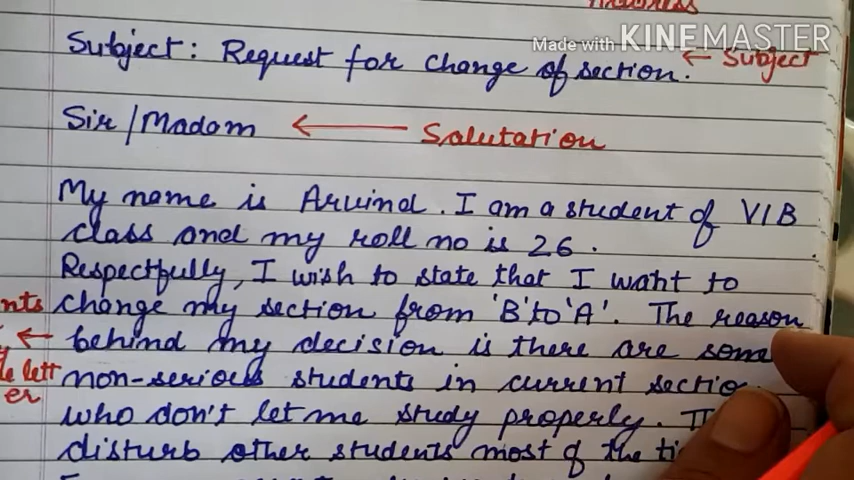 Made with KINEMASTER
Subject: Request for change of section. ← Subject
Sir/Madam ← Salutation
My name is Arvind. I am a student of VIB
class and my roll no is 26.
Respectfully, I wish to state that I want to
change my section from 'B' to 'A'. The reason
← behind my decision is there are some
non-serious students in current
who don't let me study properly.
disturb other students most of the